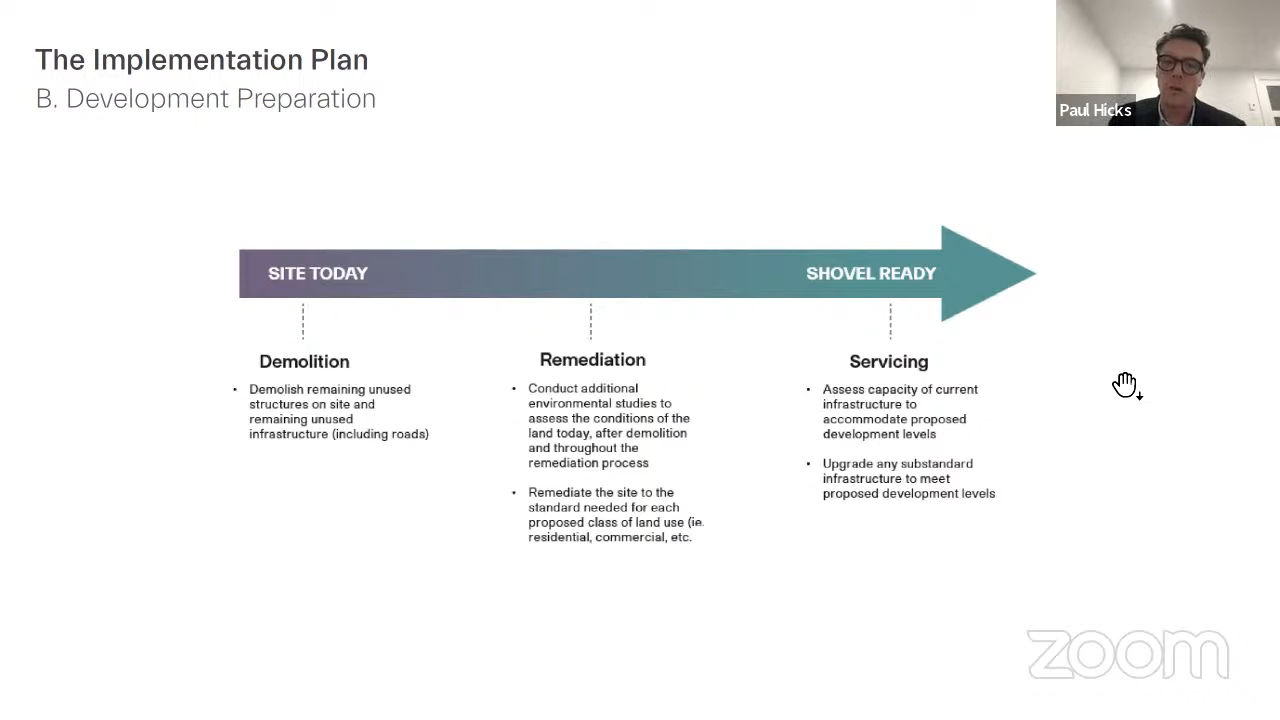 The Implementation Plan
B. Development Preparation
Paul Hicks
SITE TODAY
SHOVEL READY
Demolition
• Demolish remaining unused
structures on site and
remaining unused
infrastructure (including roads)
Remediation
• Conduct additional
environmental studies to
assess the conditions of the
land today, after demolition
and throughout the
remediation process
• Remediate the site to the
standard needed for each
proposed class of land use (ie.
residential, commercial, etc.
Servicing
• Assess capacity of current
infrastructure to
accommodate proposed
development levels
• Upgrade any substandard
infrastructure to meet
proposed development levels
zoom